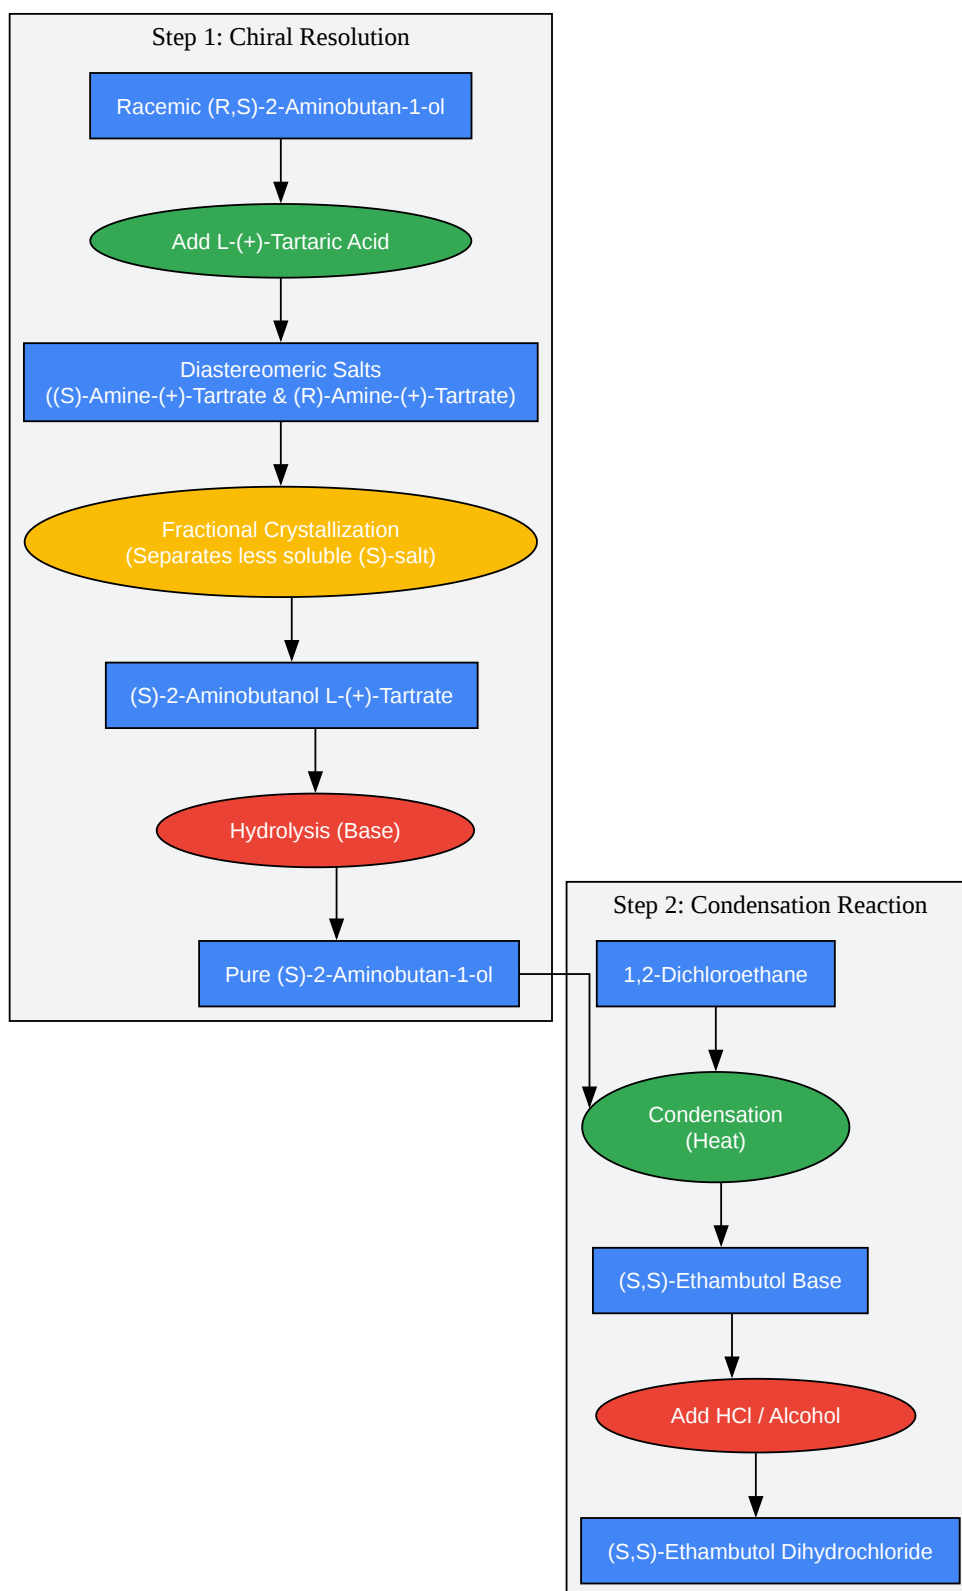 Step 1: Chiral Resolution
Racemic (R,S)-2-Aminobutan-1-ol
Add L-(+)-Tartaric Acid
Diastereomeric Salts
((S)-Amine-(+)-Tartrate & (R)-Amine-(+)-Tartrate)
Fractional Crystallization
(Separates less soluble (S)-salt)
(S)-2-Aminobutanol L-(+)-Tartrate
Hydrolysis (Base)
Pure (S)-2-Aminobutan-1-ol
Step 2: Condensation Reaction
1,2-Dichloroethane
Condensation
(Heat)
(S,S)-Ethambutol Base
Add HCl / Alcohol
(S,S)-Ethambutol Dihydrochloride